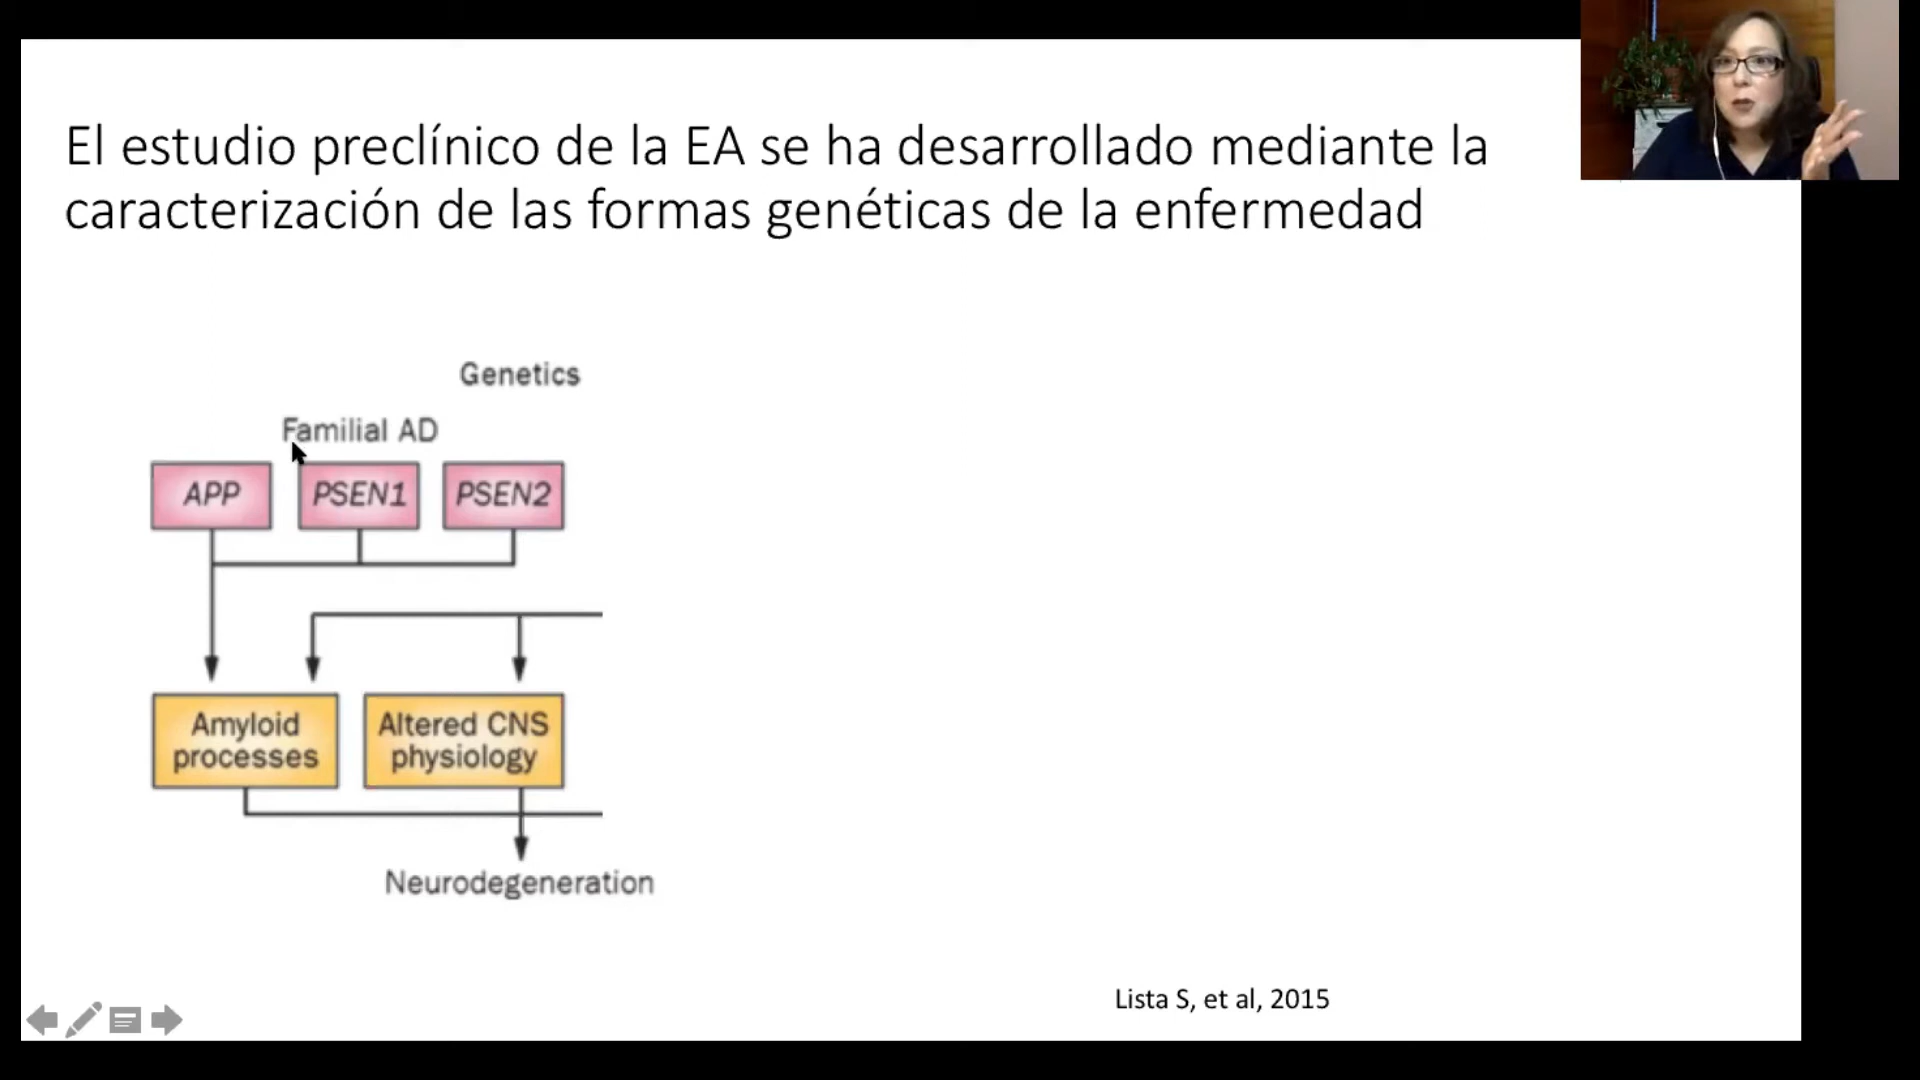 El estudio preclínico de la EA se ha desarrollado mediante la
caracterización de las formas genéticas de la enfermedad
Genetics
Familial AD
APP
PSEN1
PSEN2
Amyloid
processes
Altered CNS
physiology
Neurodegeneration
Lista S, et al, 2015